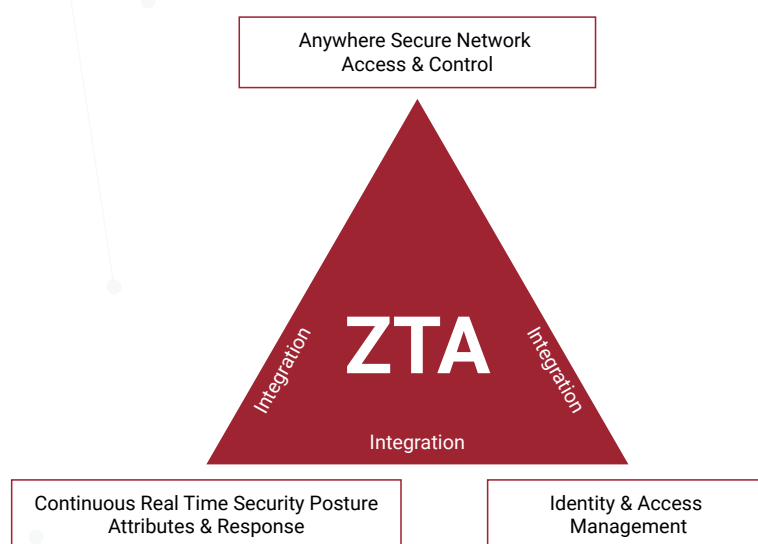 Anywhere Secure Network
Access & Control
ZTA
Integration
Integration
Integration
Continuous Real Time Security Posture
Attributes & Response
Identity & Access
Management